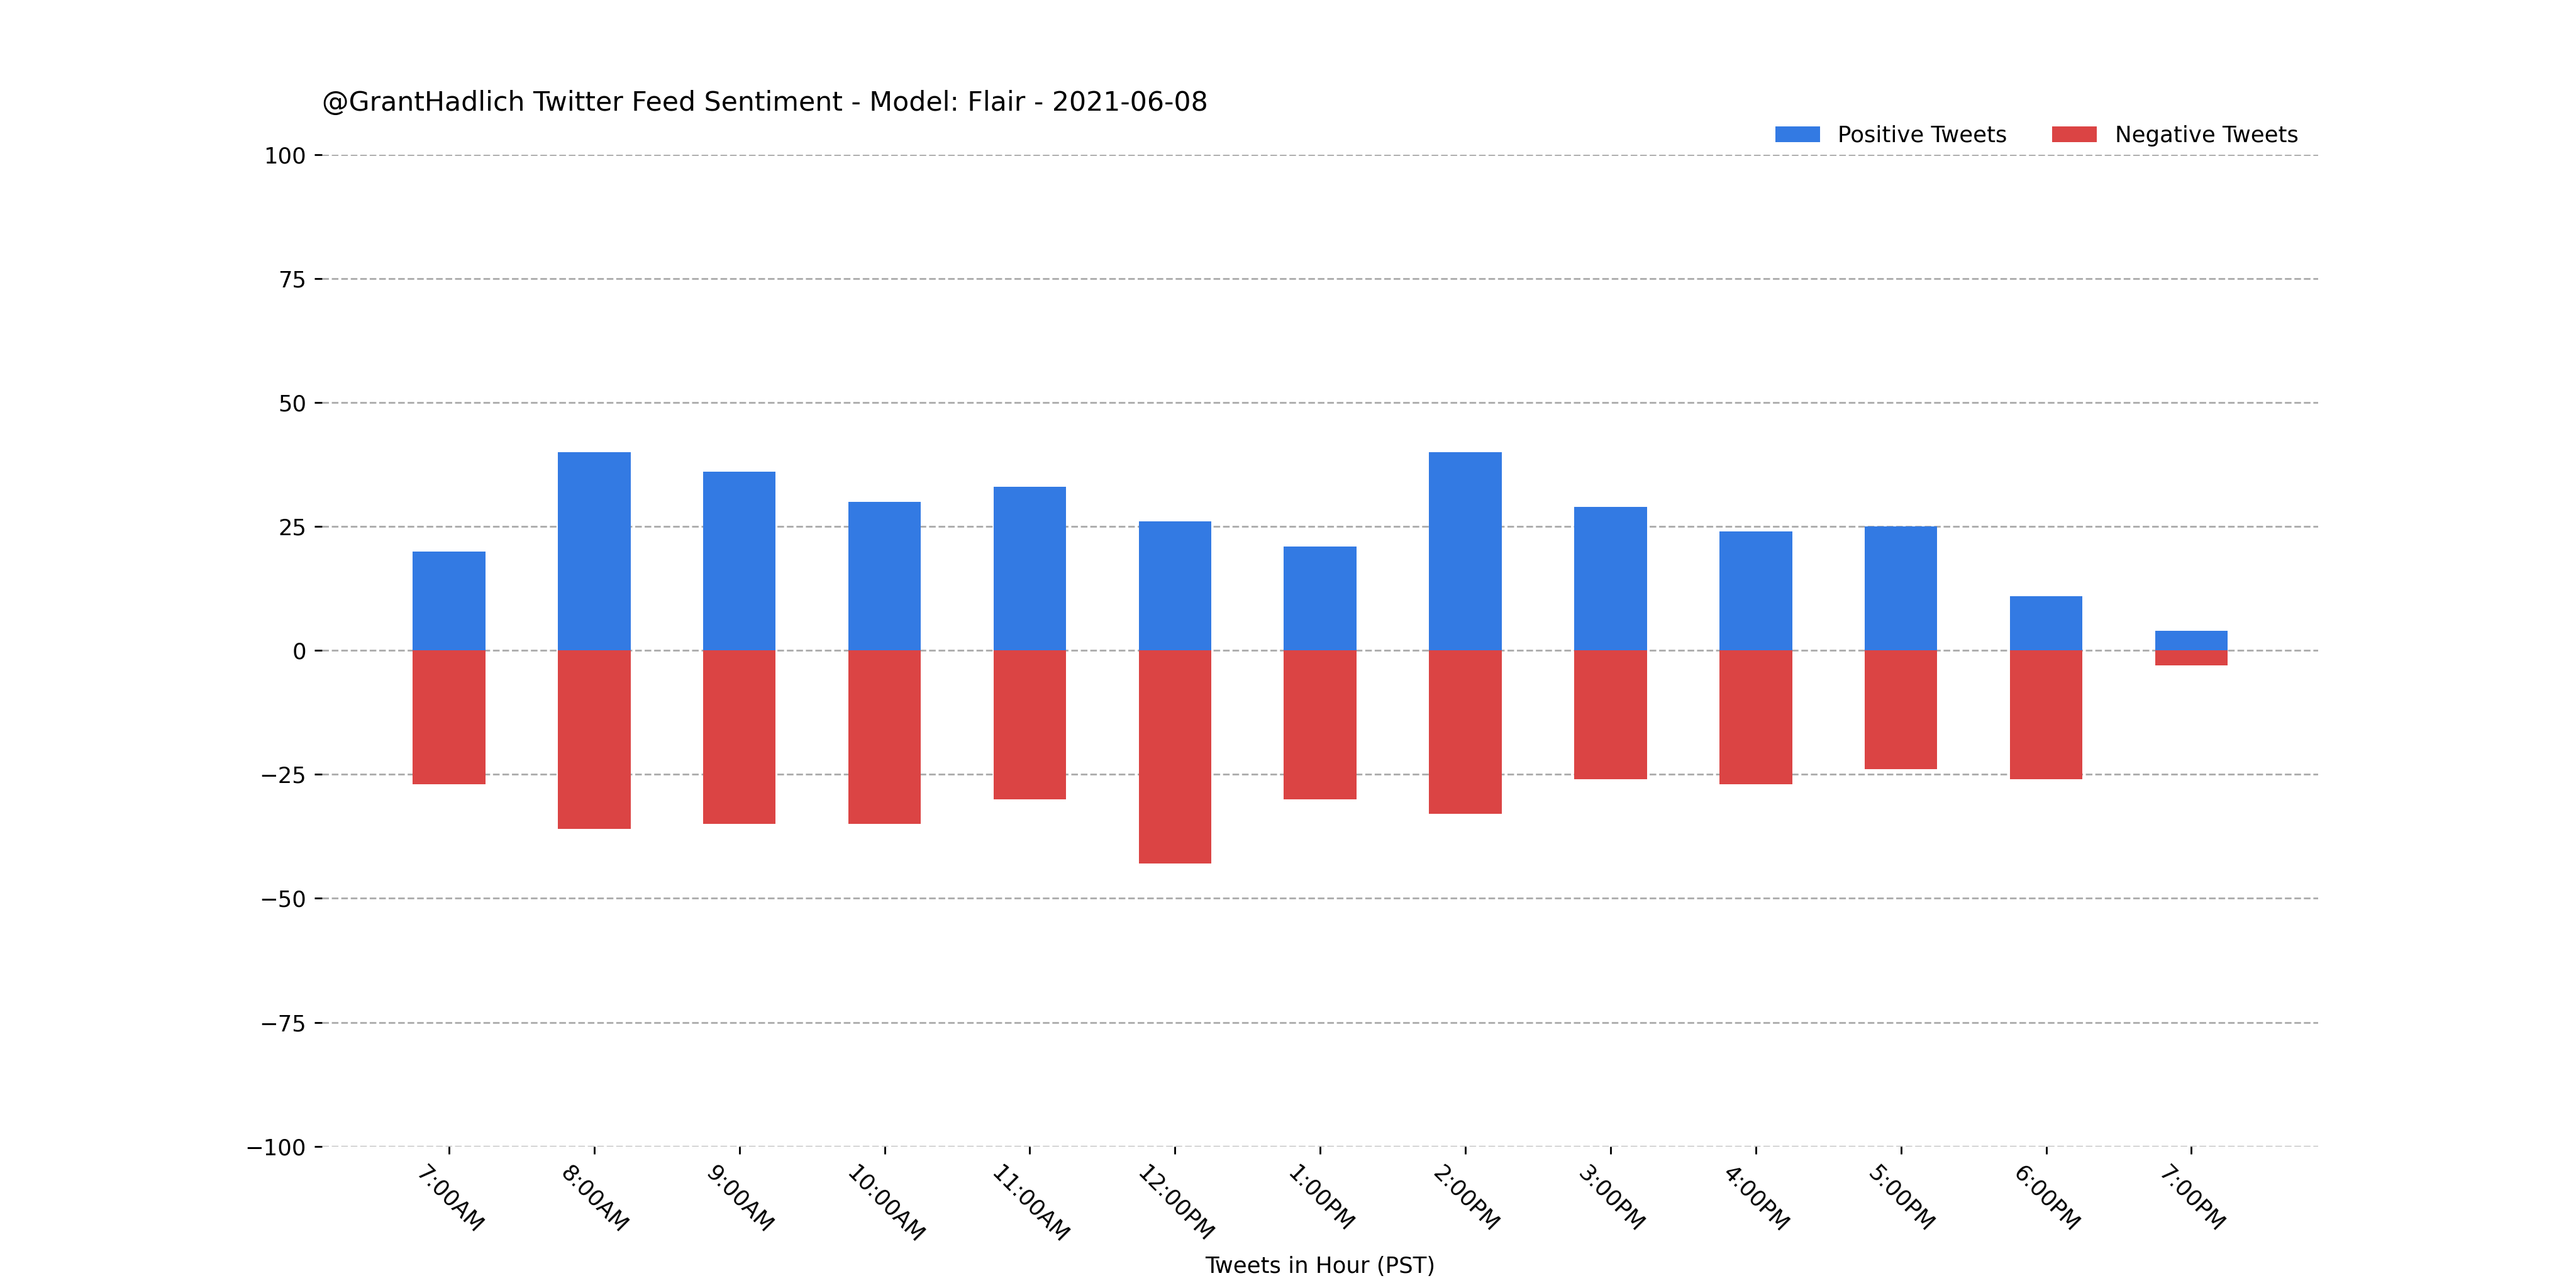 @GrantHadlich Twitter Feed Sentiment - Model: Flair - 2021-06-08
Positive Tweets
Negative Tweets
100
75
50
25
0
−25
−50
−75
−100
7:00AM
8:00AM
9:00AM
10:00AM
11:00AM
12:00PM
1:00PM
2:00PM
3:00PM
4:00PM
5:00PM
6:00PM
7:00PM
Tweets in Hour (PST)